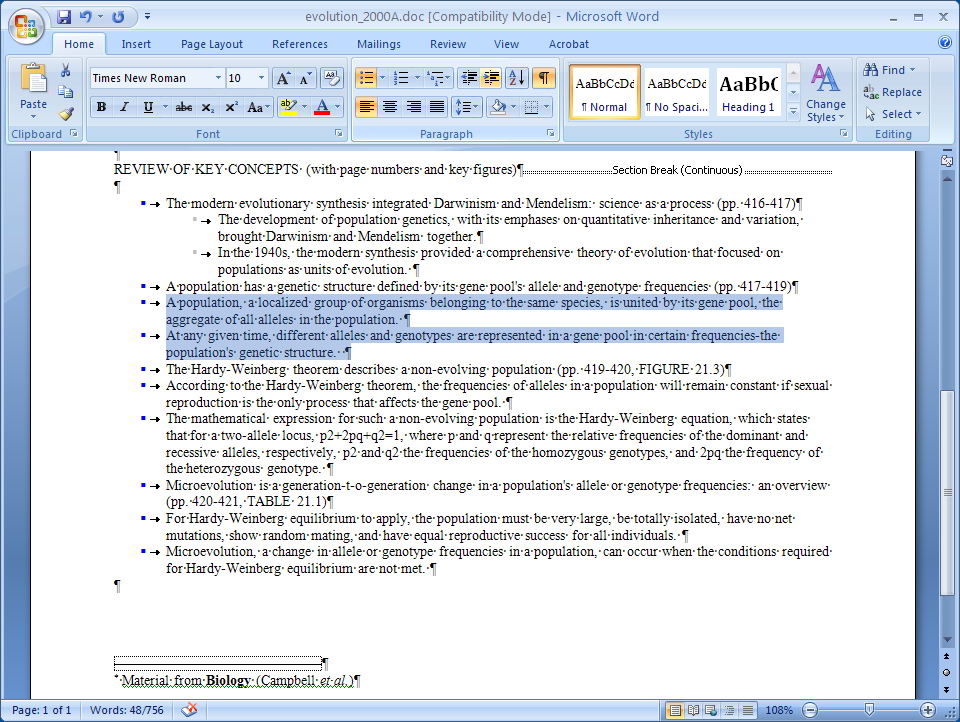 evolution_2000A.doc [Compatibility Mode] - Microsoft Word
Home Insert Page Layout References Mailings Review View Acrobat
Paste
Clipboard
Times New Roman 10
B I U abc x₂ x² Aa
Font
Paragraph
AaBbCcDd AaBbCcDd AaBbC
¶ Normal ¶ No Spaci... Heading 1
Change Styles
Styles
Find
Replace
Select
Editing
¶
REVIEW OF KEY CONCEPTS (with page numbers and key figures)¶ Section Break (Continuous)
¶
The modern evolutionary synthesis integrated Darwinism and Mendelism: science as a process (pp. 416-417)¶
The development of population genetics, with its emphases on quantitative inheritance and variation,
brought Darwinism and Mendelism together.¶
In the 1940s, the modern synthesis provided a comprehensive theory of evolution that focused on
populations as units of evolution. ¶
A population has a genetic structure defined by its gene pool's allele and genotype frequencies (pp. 417-419)¶
A population, a localized group of organisms belonging to the same species, is united by its gene pool, the
aggregate of all alleles in the population. ¶
At any given time, different alleles and genotypes are represented in a gene pool in certain frequencies-the
population's genetic structure. ¶
The Hardy-Weinberg theorem describes a non-evolving population (pp. 419-420, FIGURE 21.3)¶
According to the Hardy-Weinberg theorem, the frequencies of alleles in a population will remain constant if sexual
reproduction is the only process that affects the gene pool. ¶
The mathematical expression for such a non-evolving population is the Hardy-Weinberg equation, which states
that for a two-allele locus, p2+2pq+q2=1, where p and q represent the relative frequencies of the dominant and
recessive alleles, respectively, p2 and q2 the frequencies of the homozygous genotypes, and 2pq the frequency of
the heterozygous genotype. ¶
Microevolution is a generation-t-o-generation change in a population's allele or genotype frequencies: an overview
(pp. 420-421, TABLE 21.1)¶
For Hardy-Weinberg equilibrium to apply, the population must be very large, be totally isolated, have no net
mutations, show random mating, and have equal reproductive success for all individuals. ¶
Microevolution, a change in allele or genotype frequencies in a population, can occur when the conditions required
for Hardy-Weinberg equilibrium are not met. ¶
¶
¶
* Material from Biology (Campbell et al.)¶
Page: 1 of 1 Words: 48/756 108%